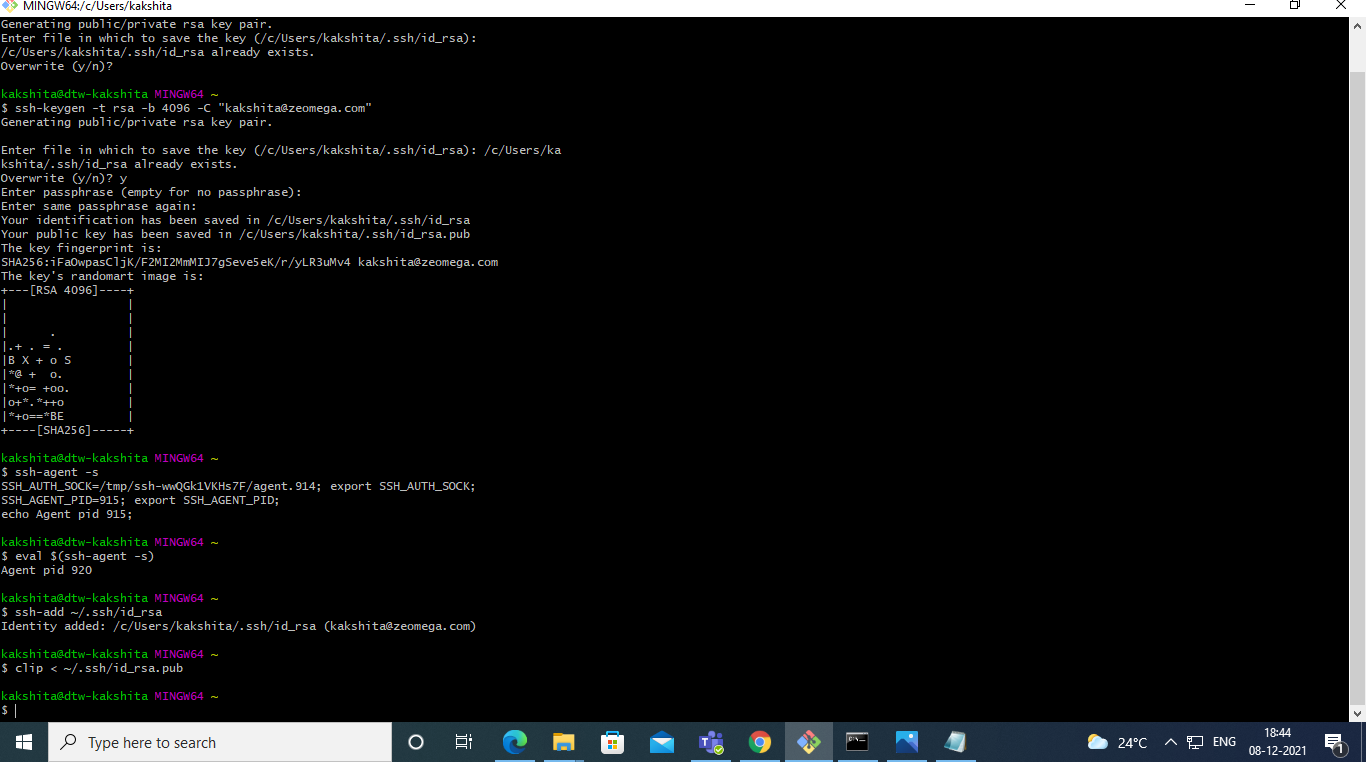 MINGW64:/c/Users/kakshita
Generating public/private rsa key pair.
Enter file in which to save the key (/c/Users/kakshita/.ssh/id_rsa):
/c/Users/kakshita/.ssh/id_rsa already exists.
Overwrite (y/n)?
kakshita@dtw-kakshita MINGW64 ~
$ ssh-keygen -t rsa -b 4096 -C "kakshita@zeomega.com"
Generating public/private rsa key pair.
Enter file in which to save the key (/c/Users/kakshita/.ssh/id_rsa): /c/Users/ka
kshita/.ssh/id_rsa already exists.
Overwrite (y/n)? y
Enter passphrase (empty for no passphrase):
Enter same passphrase again:
Your identification has been saved in /c/Users/kakshita/.ssh/id_rsa
Your public key has been saved in /c/Users/kakshita/.ssh/id_rsa.pub
The key fingerprint is:
SHA256:iFaOwpasCljK/F2MI2MmMIJ7gSeve5eK/r/yLR3uMv4 kakshita@zeomega.com
The key's randomart image is:
+---[RSA 4096]----+
|                 |
|                 |
|      .          |
|.+ . = .         |
|B X + o S        |
|*@ +  o.         |
|*+o= +oo.        |
|o+*.*++o         |
|*+o==*BE         |
+----[SHA256]-----+
kakshita@dtw-kakshita MINGW64 ~
$ ssh-agent -s
SSH_AUTH_SOCK=/tmp/ssh-wwQGk1VKHs7F/agent.914; export SSH_AUTH_SOCK;
SSH_AGENT_PID=915; export SSH_AGENT_PID;
echo Agent pid 915;
kakshita@dtw-kakshita MINGW64 ~
$ eval $(ssh-agent -s)
Agent pid 920
kakshita@dtw-kakshita MINGW64 ~
$ ssh-add ~/.ssh/id_rsa
Identity added: /c/Users/kakshita/.ssh/id_rsa (kakshita@zeomega.com)
kakshita@dtw-kakshita MINGW64 ~
$ clip < ~/.ssh/id_rsa.pub
kakshita@dtw-kakshita MINGW64 ~
$
Type here to search
24°C
ENG
18:44
08-12-2021
1